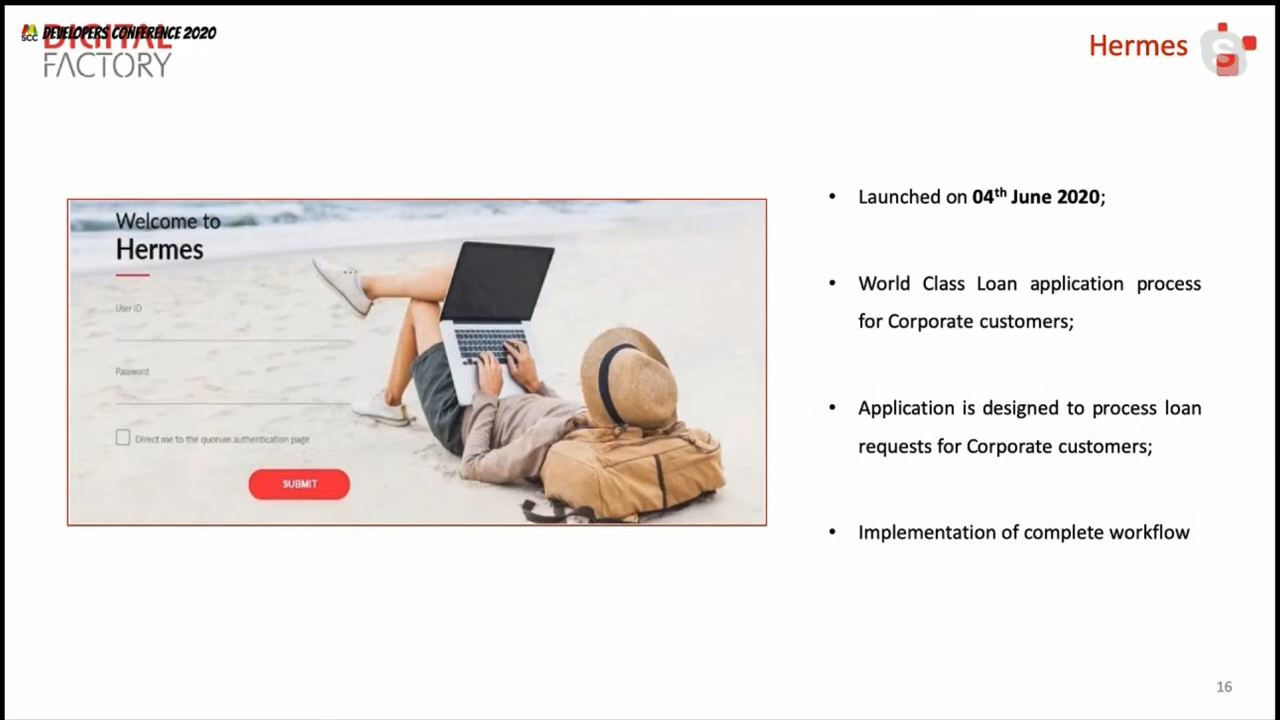 SCC DEVELOPERS CONFERENCE 2020
DIGITAL
FACTORY
Hermes
Welcome to
Hermes
User ID
Password
Direct me to the quorum authentication page
SUBMIT
• Launched on 04th June 2020;
• World Class Loan application process
for Corporate customers;
• Application is designed to process loan
requests for Corporate customers;
• Implementation of complete workflow
16